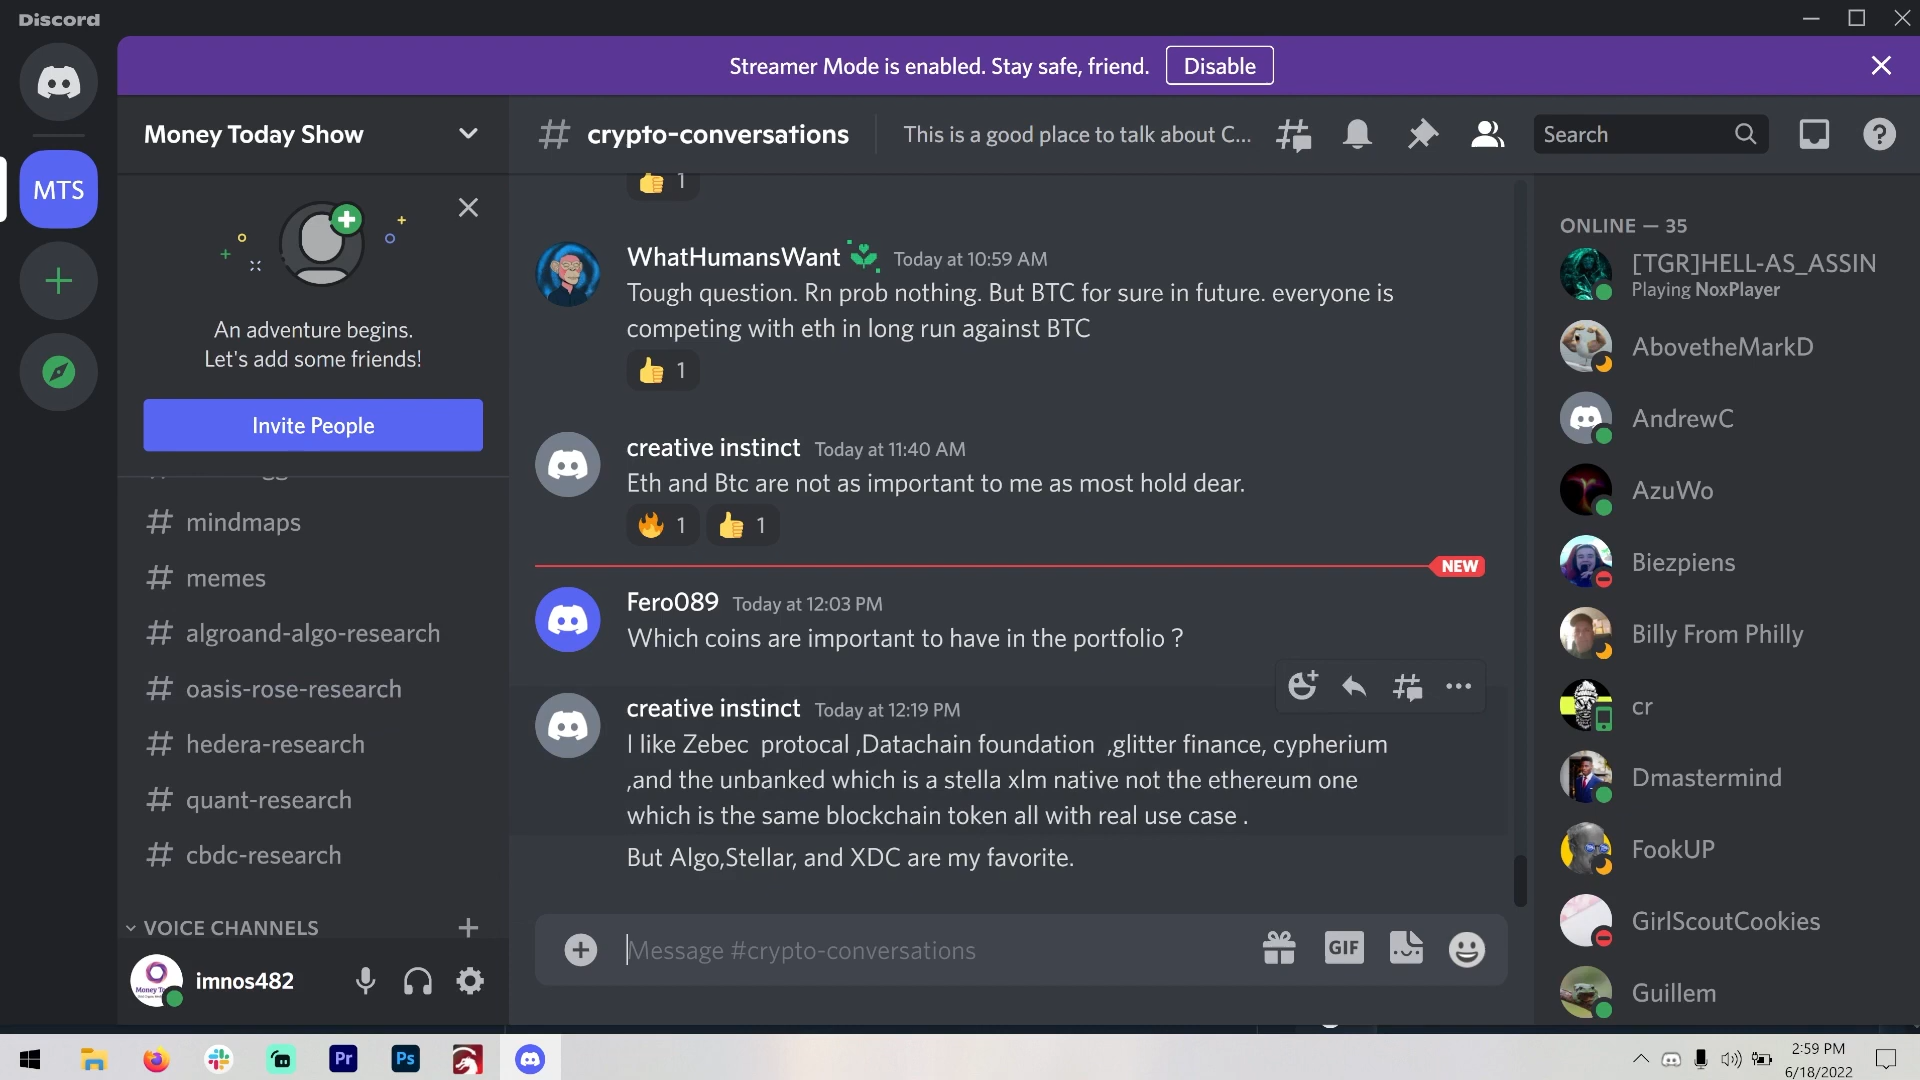 Discord
Streamer Mode is enabled. Stay safe, friend.
Disable
MTS
Money Today Show
An adventure begins.
Let's add some friends!
Invite People
mindmaps
memes
algroand-algo-research
oasis-rose-research
hedera-research
quant-research
cbdc-research
VOICE CHANNELS
imnos482
crypto-conversations
This is a good place to talk about C...
Search
1
WhatHumansWant Today at 10:59 AM
Tough question. Rn prob nothing. But BTC for sure in future. everyone is
competing with eth in long run against BTC
1
creative instinct Today at 11:40 AM
Eth and Btc are not as important to me as most hold dear.
1 1
NEW
Fero089 Today at 12:03 PM
Which coins are important to have in the portfolio ?
creative instinct Today at 12:19 PM
I like Zebec protocal ,Datachain foundation ,glitter finance, cypherium
,and the unbanked which is a stella xlm native not the ethereum one
which is the same blockchain token all with real use case .
But Algo,Stellar, and XDC are my favorite.
Message #crypto-conversations
GIF
ONLINE — 35
[TGR]HELL-AS_ASSIN
Playing NoxPlayer
AbovetheMarkD
AndrewC
AzuWo
Biezpiens
Billy From Philly
cr
Dmastermind
FookUP
GirlScoutCookies
Guillem
Pr
Ps
2:59 PM
6/18/2022